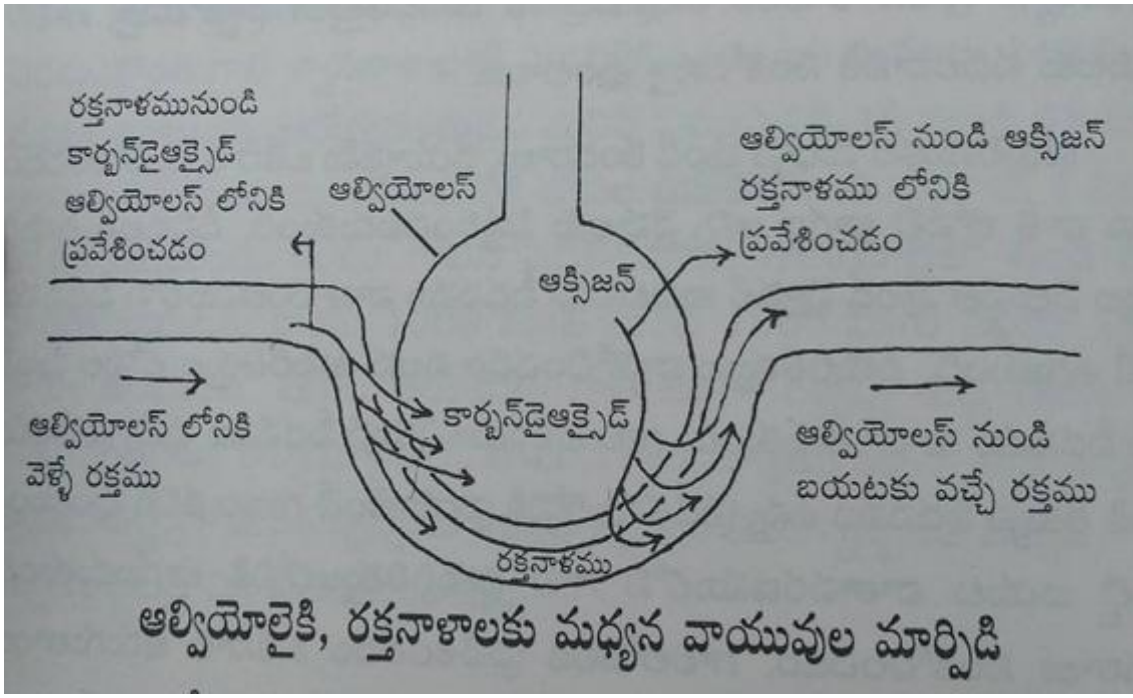 రక్తనాళమునుండి
కార్బన్‌డైఆక్సైడ్
ఆల్వియోలస్ లోనికి
ప్రవేశించడం
ఆల్వియోలస్
ఆల్వియోలస్ నుండి ఆక్సిజన్
రక్తనాళము లోనికి
ప్రవేశించడం
ఆక్సిజన్
కార్బన్‌డైఆక్సైడ్
ఆల్వియోలస్ లోనికి
వెళ్ళే రక్తము
ఆల్వియోలస్ నుండి
బయటకు వచ్చే రక్తము
రక్తనాళము
ఆల్వియోలైకి, రక్తనాళాలకు మధ్యన వాయువుల మార్పిడి